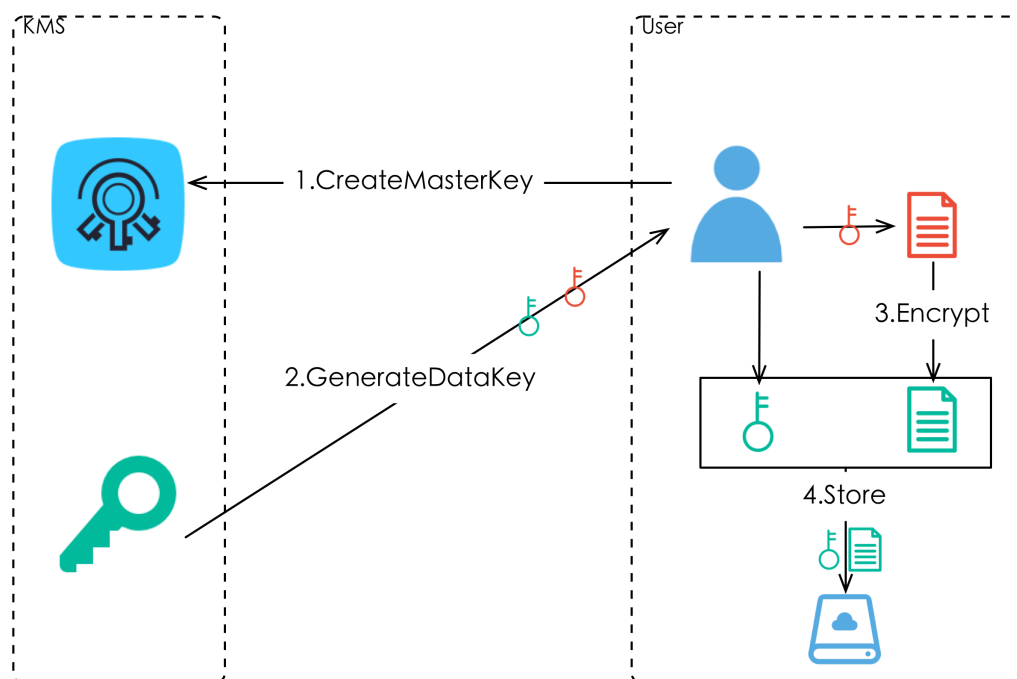 KMS
User
1.CreateMasterKey
3.Encrypt
2.GenerateDataKey
4.Store